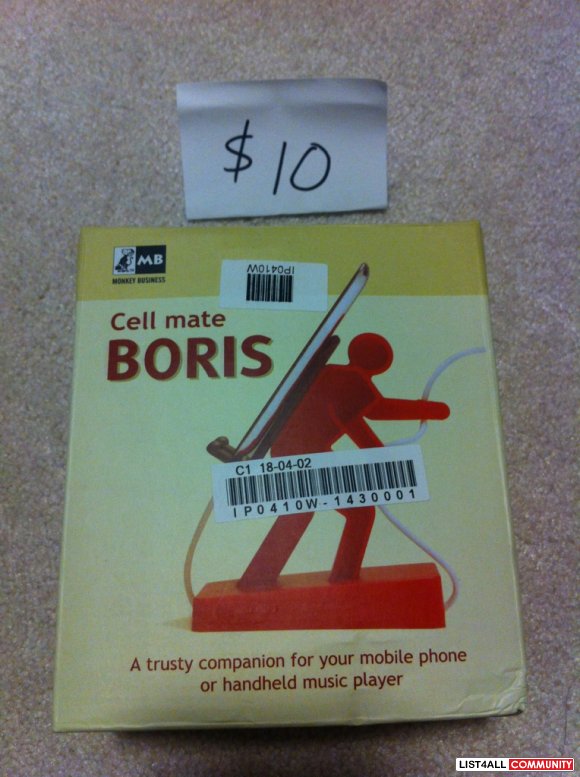 $10
MB
MONKEY BUSINESS
IP0410W
Cell mate
BORIS
C1 18-04-02
IP0410W-1430001
A trusty companion for your mobile phone
or handheld music player
LIST4ALL COMMUNITY